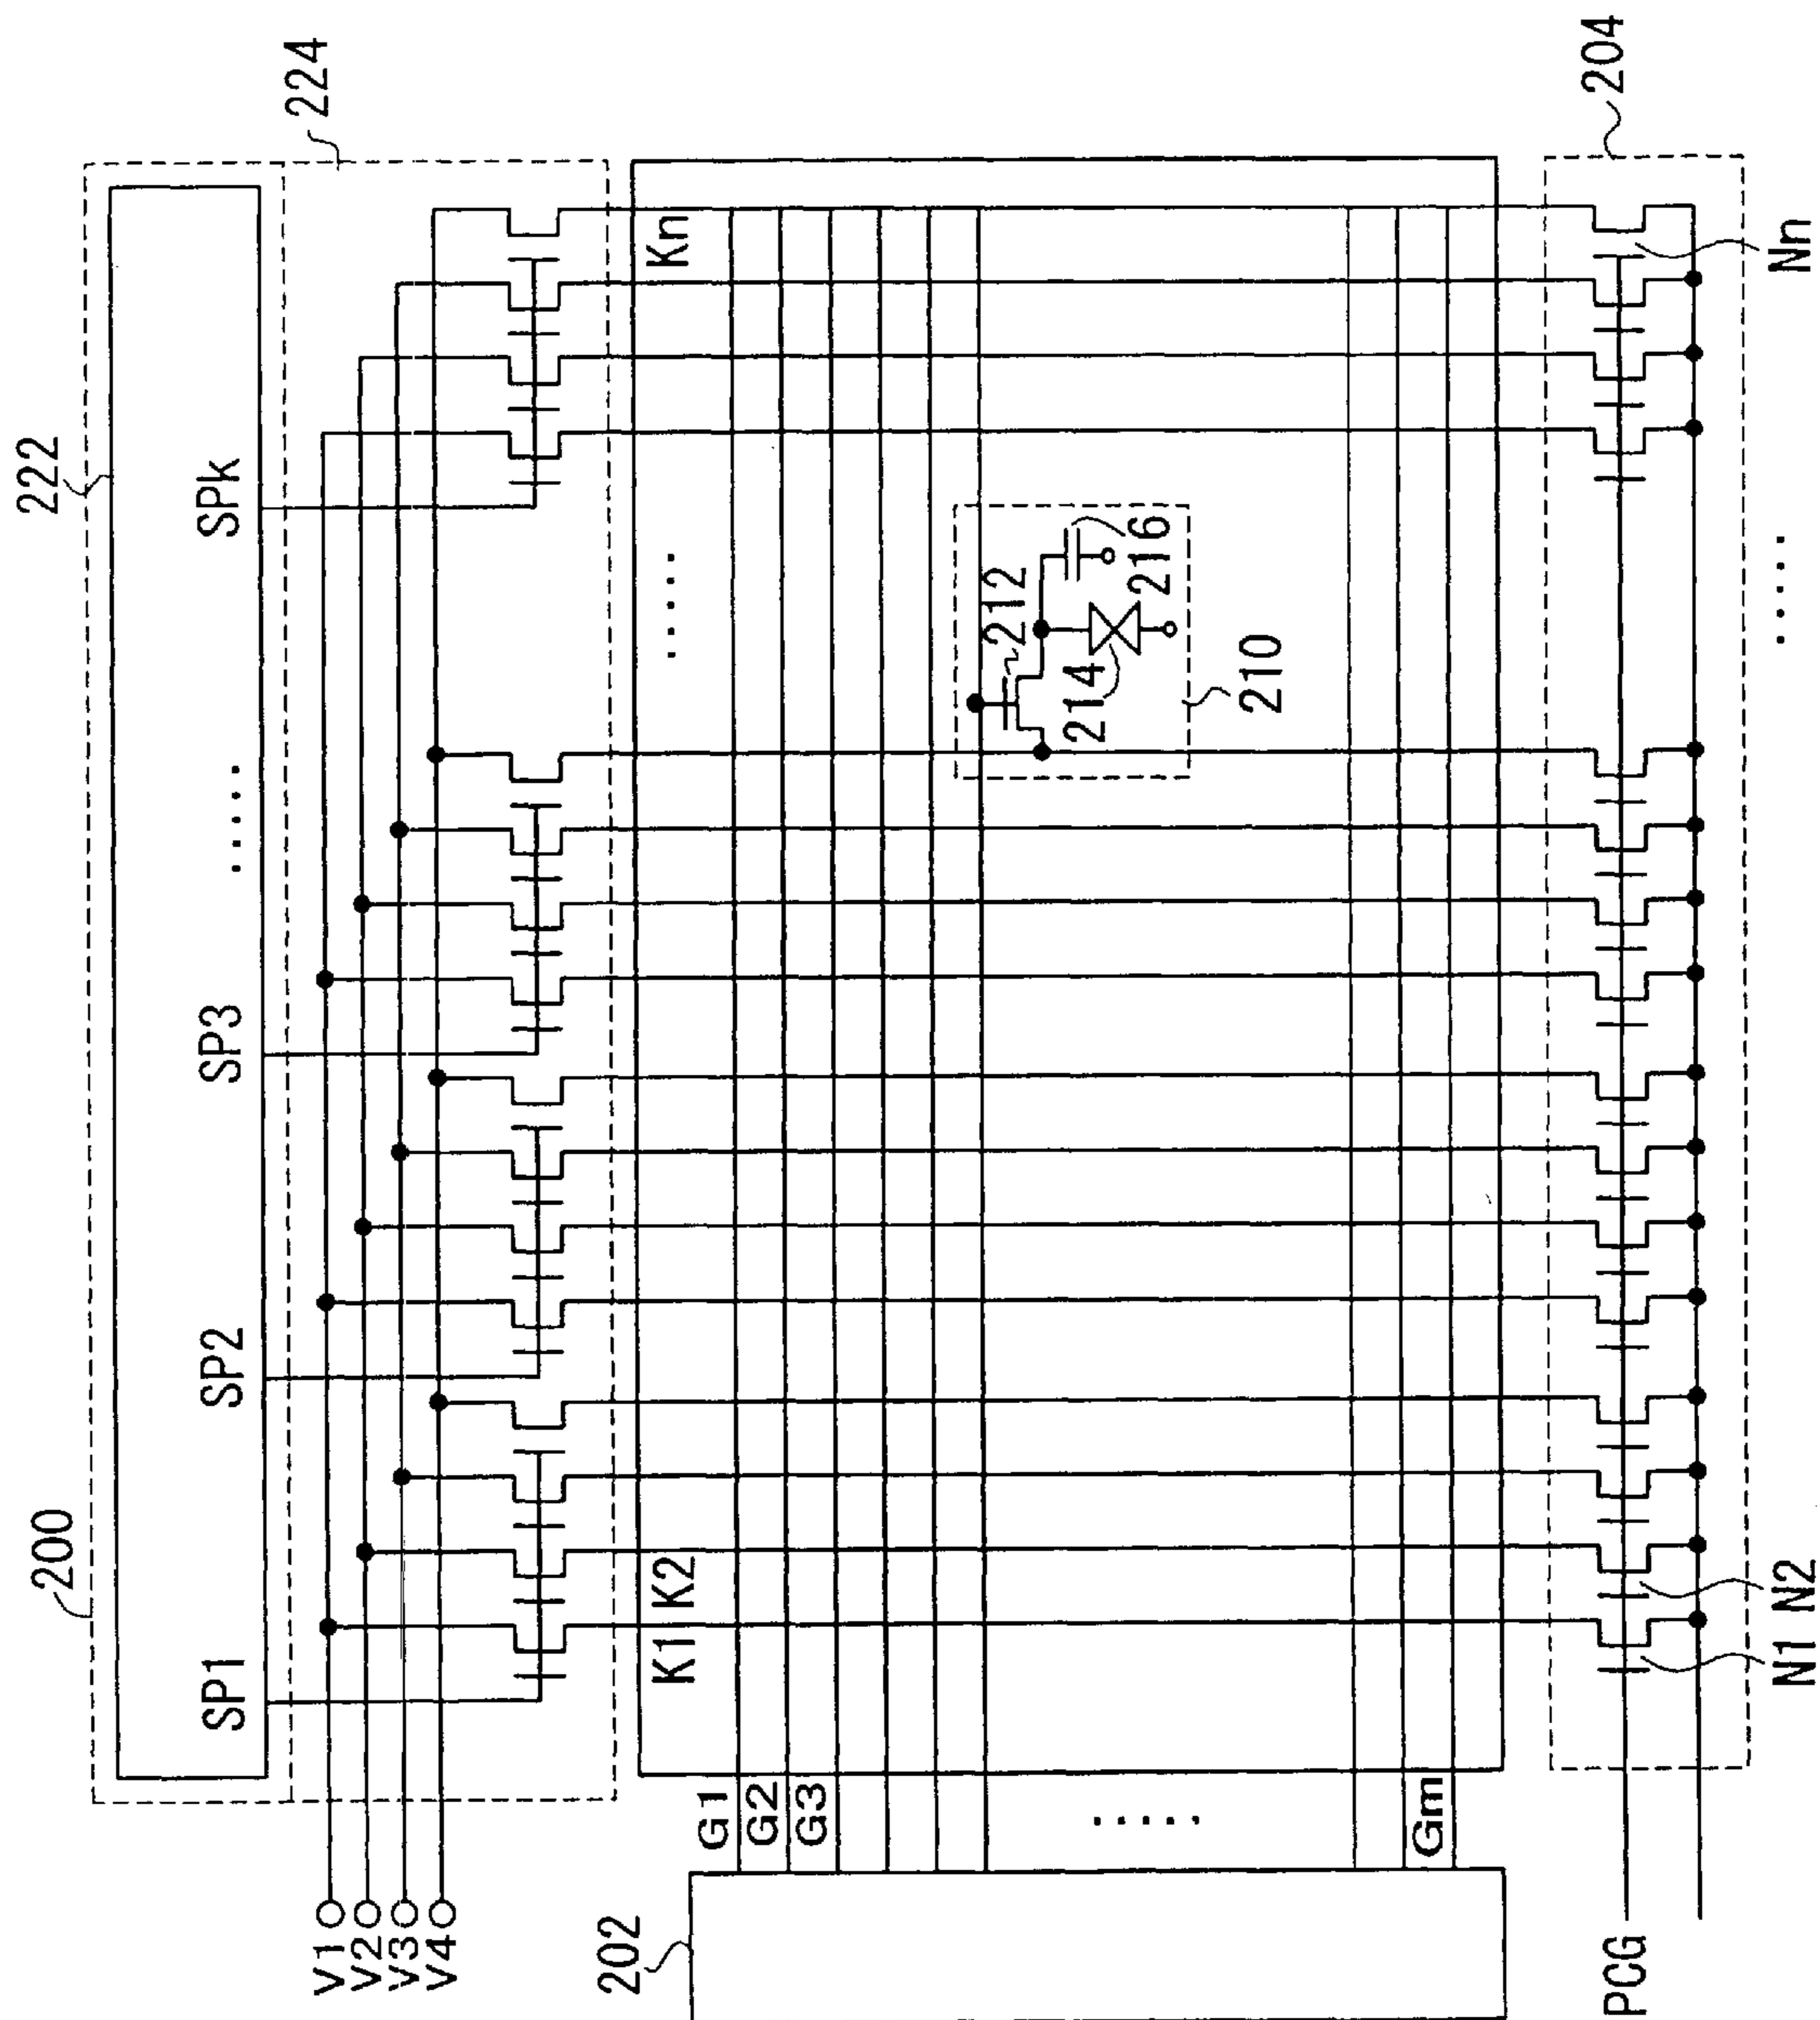 200
222
224
SP1
SP2
SP3
.....
SPk
V1
V2
V3
V4
K1
K2
.....
Kn
G1
G2
G3
.....
Gm
202
212
214
216
210
204
PCG
N1
N2
.....
Nn